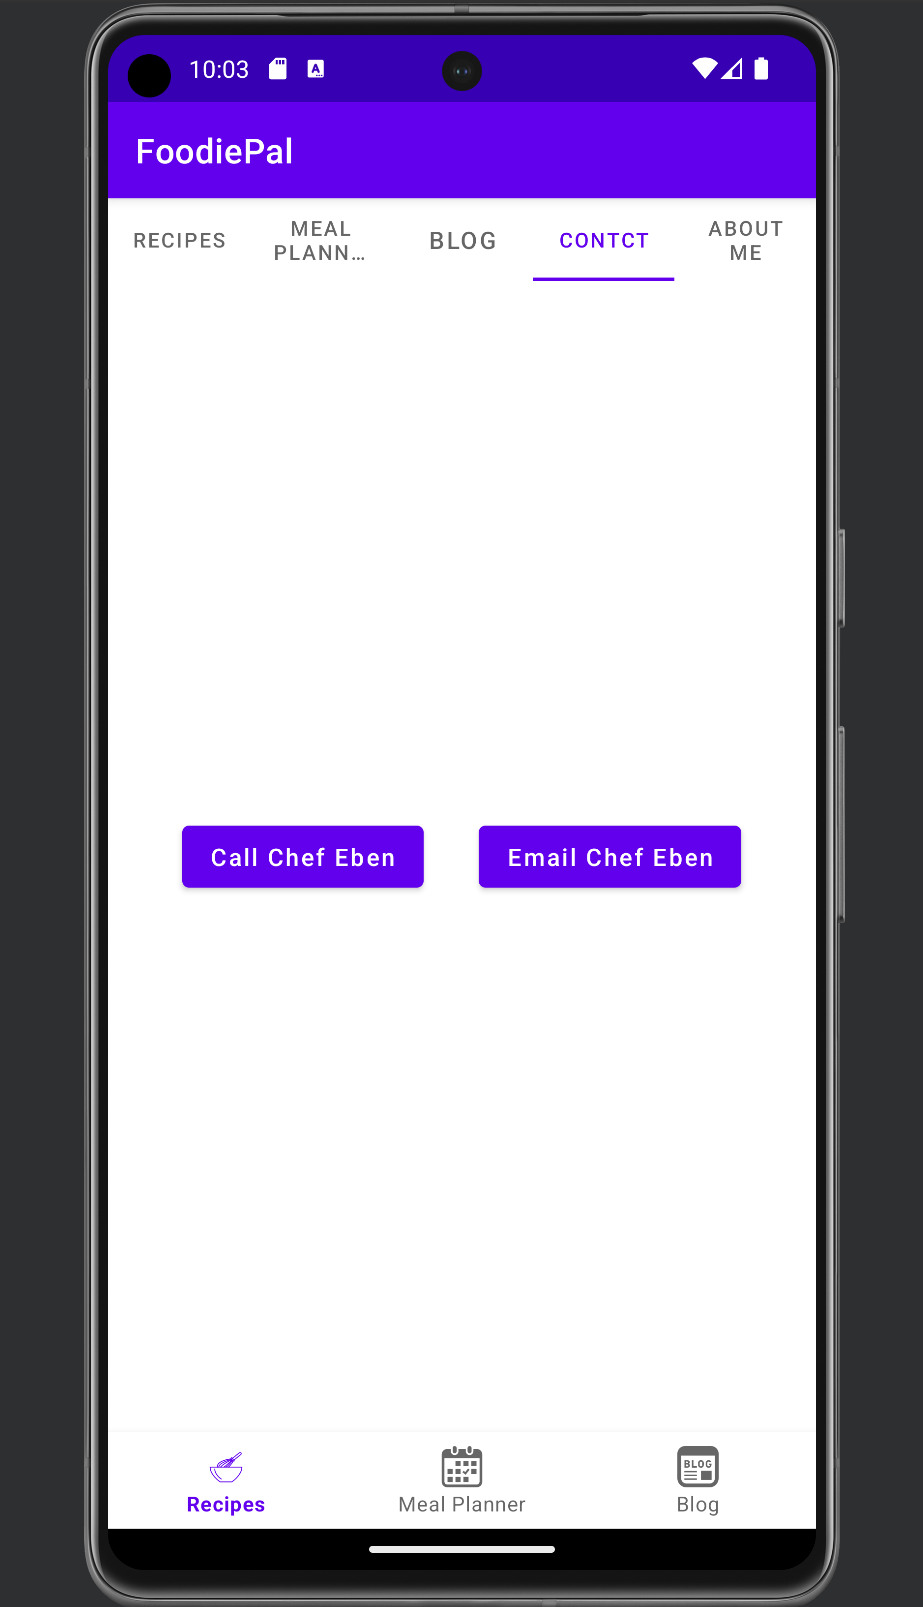 10:03
A
FoodiePal
RECIPES
MEAL
PLANN...
BLOG
CONTCT
ABOUT
ME
Call Chef Eben
Email Chef Eben
BLOG
Recipes
Meal Planner
Blog